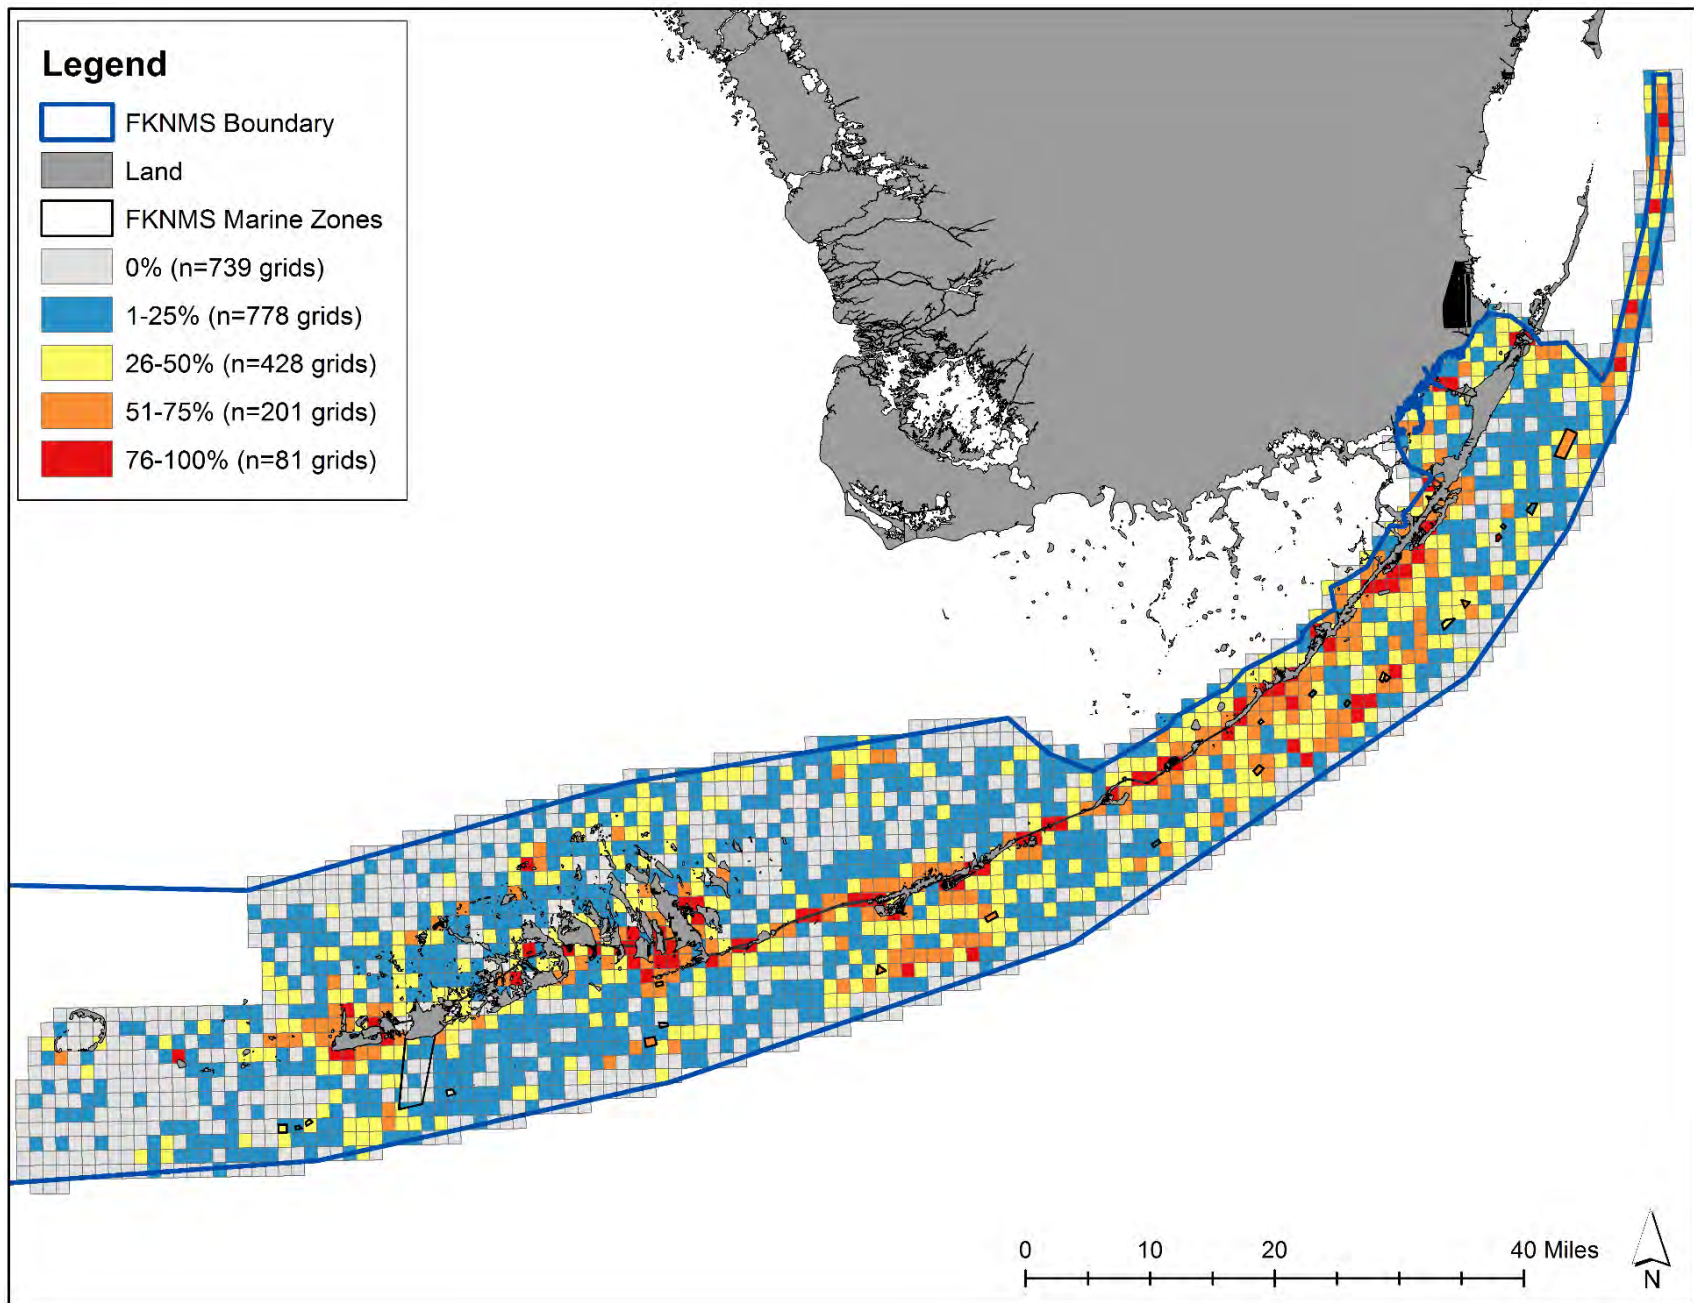 Legend
FKNMS Boundary
Land
FKNMS Marine Zones
0% (n=739 grids)
1-25% (n=778 grids)
26-50% (n=428 grids)
51-75% (n=201 grids)
76-100% (n=81 grids)
0 10 20 40 Miles
N